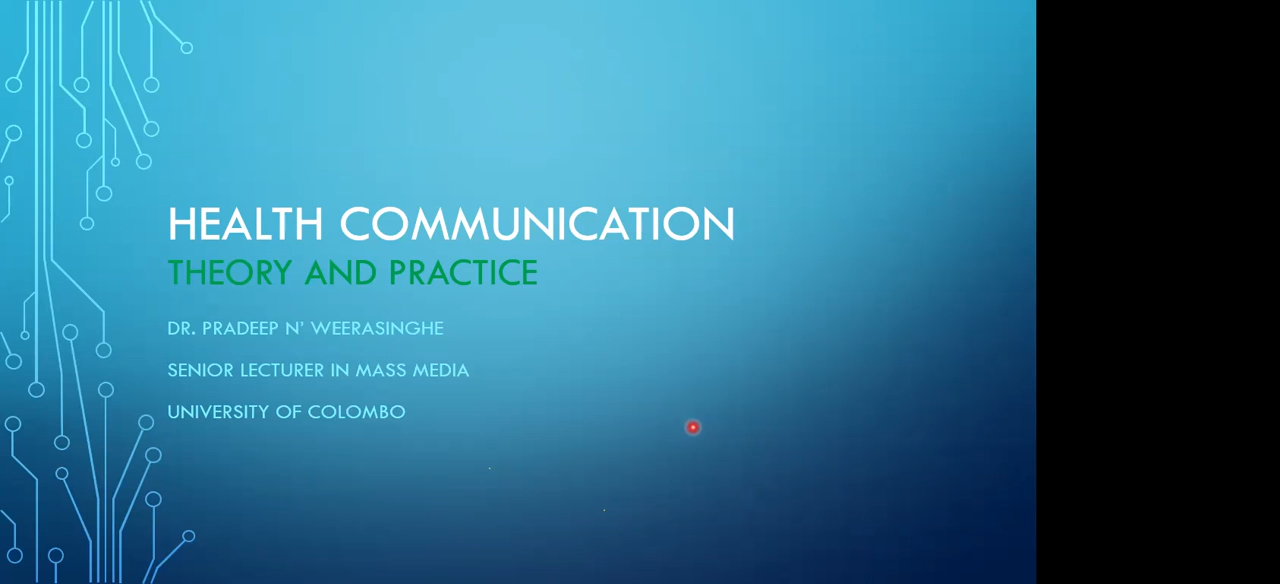 HEALTH COMMUNICATION
THEORY AND PRACTICE
DR. PRADEEP N' WEERASINGHE
SENIOR LECTURER IN MASS MEDIA
UNIVERSITY OF COLOMBO